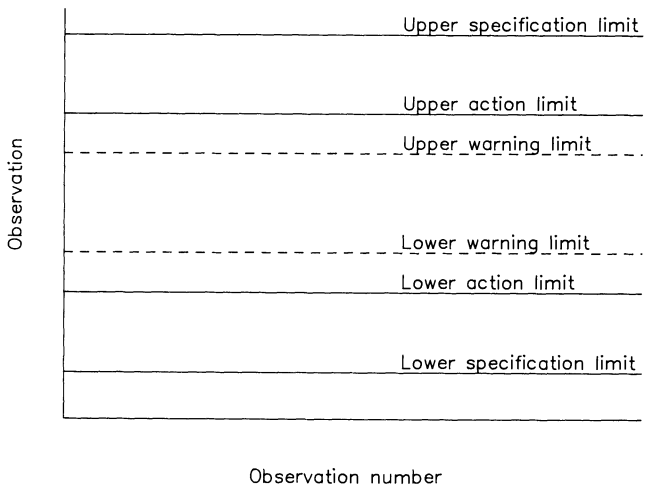 Upper specification limit
Upper action limit
Upper warning limit
Observation
Lower warning limit
Lower action limit
Lower specification limit
Observation number